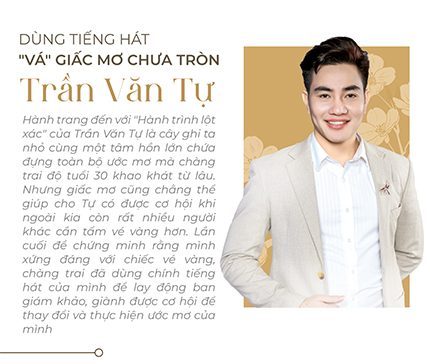 DÙNG TIẾNG HÁT
"VÁ" GIẤC MƠ CHƯA TRÒN
Trần Văn Tự
Hành trang đến với "Hành trình lột
xác" của Trần Văn Tự là cây ghi ta
nhỏ cùng một tâm hồn lớn chứa
đựng toàn bộ ước mơ mà chàng
trai độ tuổi 30 khao khát từ lâu.
Nhưng giấc mơ cũng chẳng thể
giúp cho Tự có được cơ hội khi
ngoài kia còn rất nhiều người
khác cần tấm vé vàng hơn. Lần
cuối để chứng minh rằng mình
xứng đáng với chiếc vé vàng,
chàng trai đã dùng chính tiếng
hát của mình để lay động ban
giám khảo, giành được cơ hội để
thay đổi và thực hiện ước mơ của
mình